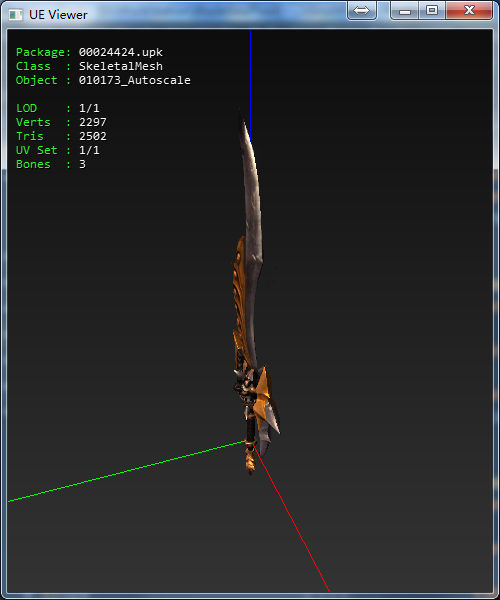 UE Viewer
Package: 00024424.upk
Class  : SkeletalMesh
Object : 010173_Autoscale
LOD    : 1/1
Verts  : 2297
Tris   : 2502
UV Set : 1/1
Bones  : 3